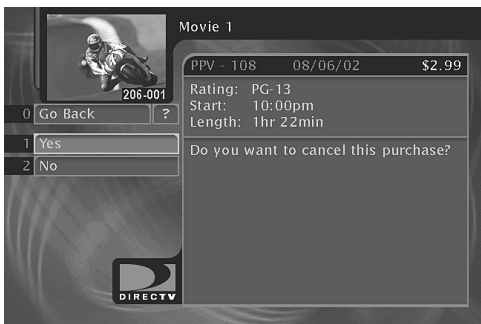 Movie 1
206-001
PPV - 108 08/06/02 $2.99
0 Go Back ?
Rating: PG-13
Start: 10:00pm
Length: 1hr 22min
1 Yes
2 No
Do you want to cancel this purchase?
DIRECTV